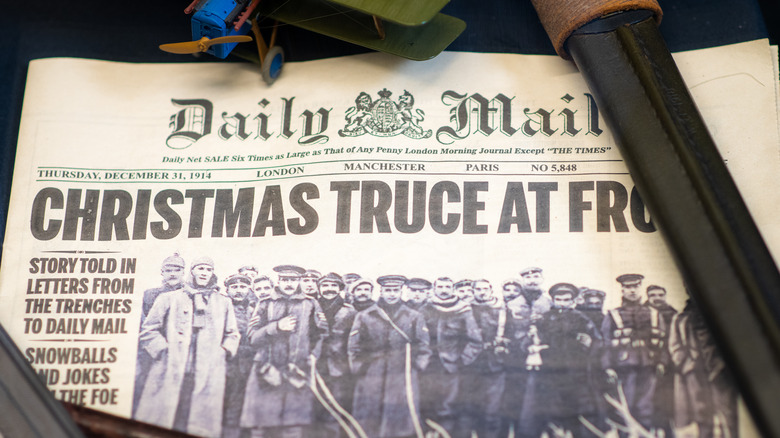 Daily Mail
Daily Net SALE Six Times as Large as That of Any Penny London Morning Journal Except "THE TIMES"
THURSDAY, DECEMBER 31, 1914 LONDON MANCHESTER PARIS NO 5,848
CHRISTMAS TRUCE AT FRO
STORY TOLD IN
LETTERS FROM
THE TRENCHES
TO DAILY MAIL
SNOWBALLS
AND JOKES
THE FOE